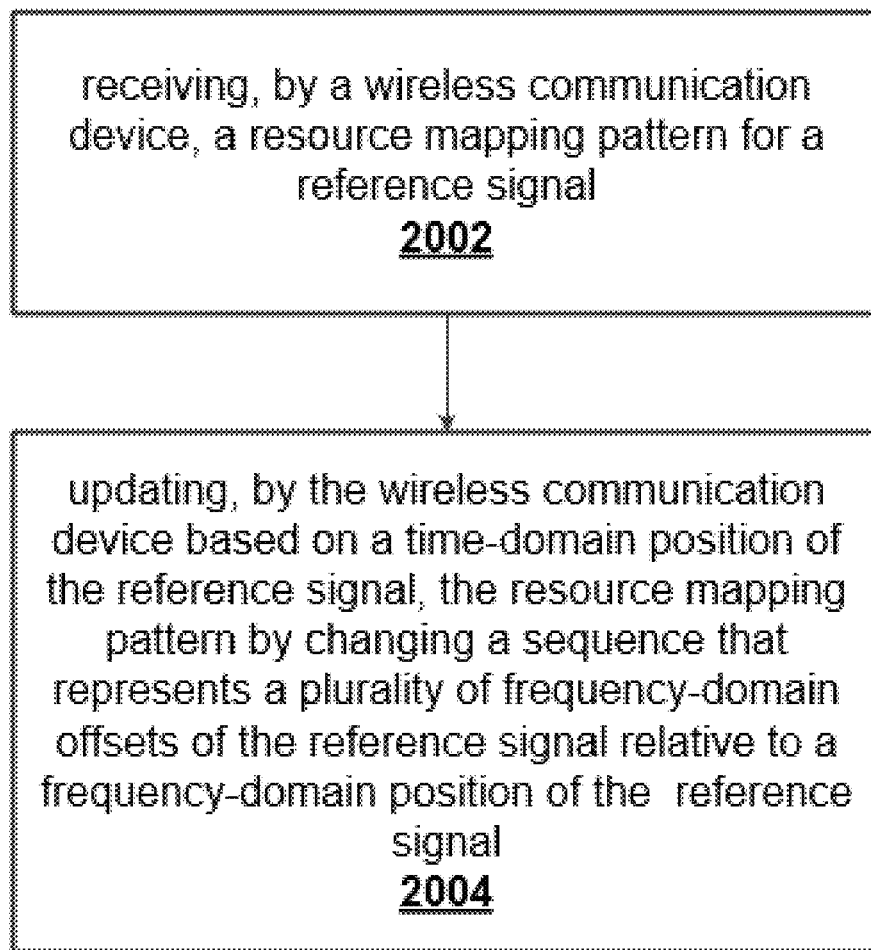 receiving, by a wireless communication
device, a resource mapping pattern for a
reference signal
2002
updating, by the wireless communication
device based on a time-domain position of
the reference signal, the resource mapping
pattern by changing a sequence that
represents a plurality of frequency-domain
offsets of the reference signal relative to a
frequency-domain position of the reference
signal
2004